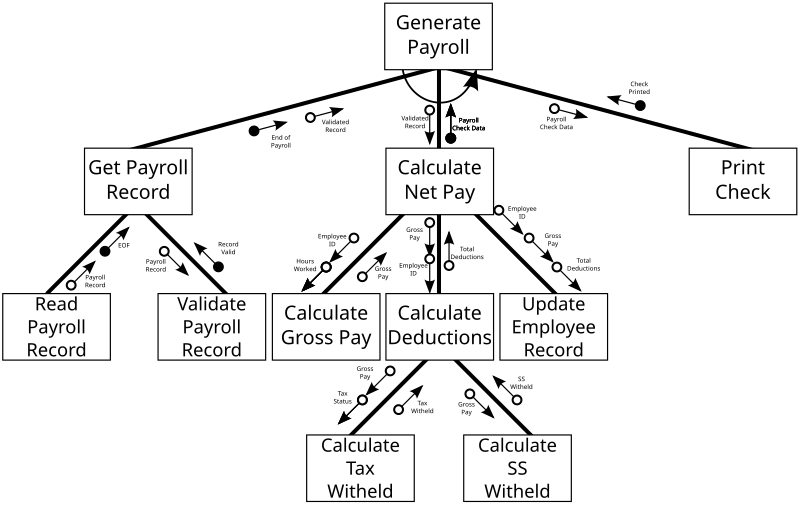 Generate
Payroll
Check
Printed
End of
Payroll
Validated
Record
Validated
Record
Payroll
Check Data
Payroll
Check Data
Get Payroll
Record
Calculate
Net Pay
Print
Check
EOF
Payroll
Record
Payroll
Record
Record
Valid
Employee
ID
Hours
Worked
Gross
Pay
Gross
Pay
Employee
ID
Total
Deductions
Employee
ID
Gross
Pay
Total
Deductions
Read
Payroll
Record
Validate
Payroll
Record
Calculate
Gross Pay
Calculate
Deductions
Update
Employee
Record
Gross
Pay
Tax
Status
Tax
Witheld
Gross
Pay
SS
Witheld
Calculate
Tax
Witheld
Calculate
SS
Witheld